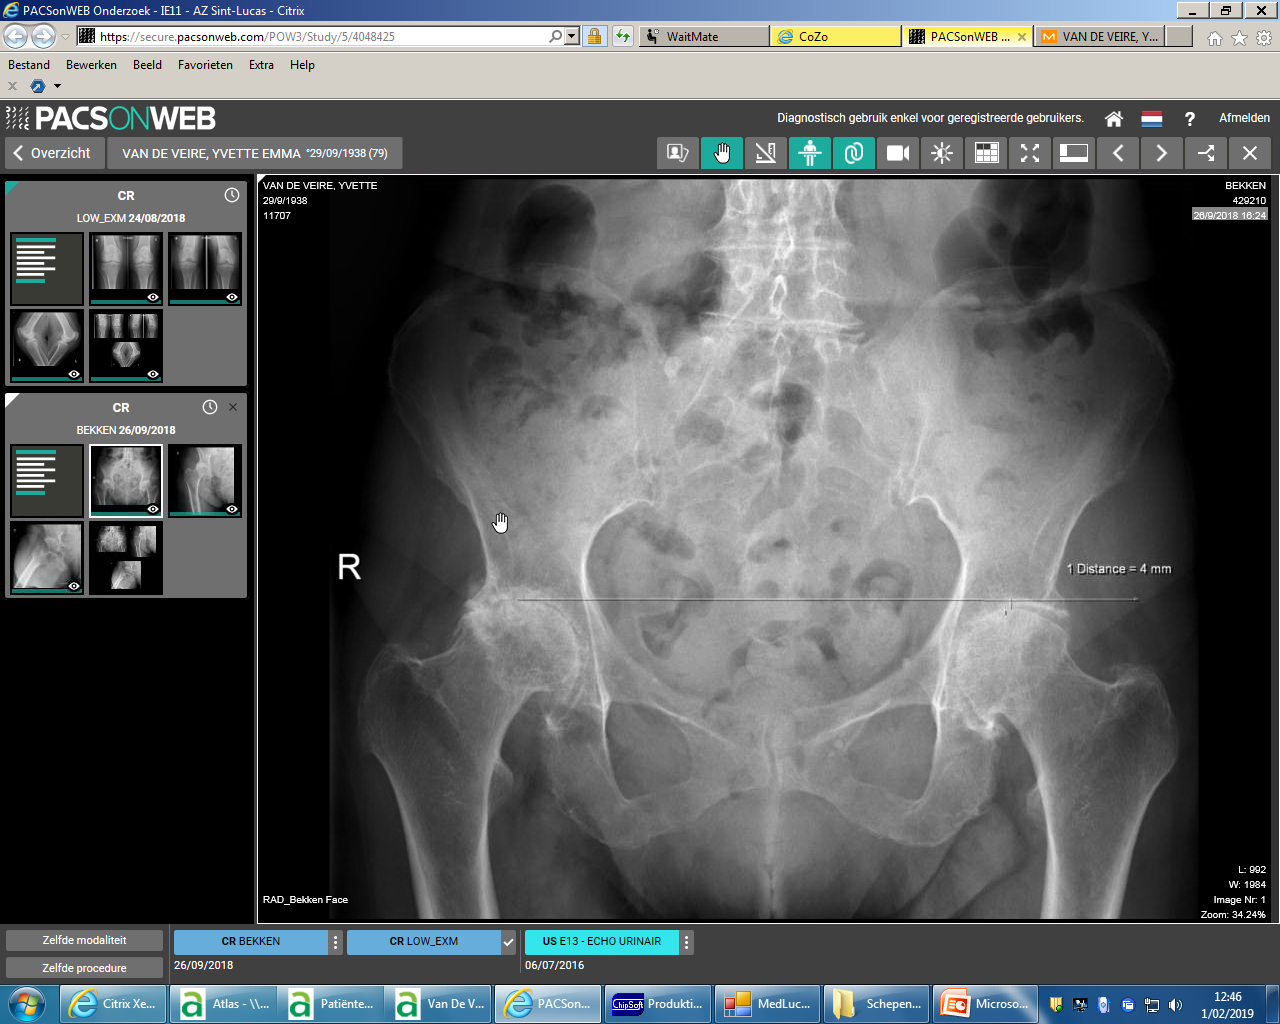 PACSonWEB Onderzoek - IE11 - AZ Sint-Lucas - Citrix
https://secure.pacsonweb.com/POW3/Study/5/4048425
WaitMate
CoZo
PACSonWEB ...
VAN DE VEIRE, Y...
Bestand Bewerken Beeld Favorieten Extra Help
PACSONWEB
Diagnostisch gebruik enkel voor geregistreerde gebruikers.
? Afmelden
Overzicht
VAN DE VEIRE, YVETTE EMMA °29/09/1938 (79)
CR
LOW_EXM 24/08/2018
CR
BEKKEN 26/09/2018
VAN DE VEIRE, YVETTE
29/9/1938
11707
BEKKEN
429210
26/9/2018 16:24
R
1 Distance = 4 mm
RAD_Bekken Face
L: 992
W: 1984
Image Nr: 1
Zoom: 34.24%
Zelfde modaliteit
Zelfde procedure
CR BEKKEN
26/09/2018
CR LOW_EXM
US E13 - ECHO URINAIR
06/07/2016
Citrix Xe...
Atlas - \\...
Patiënte...
Van De V...
PACSon...
ChipSoft
Produkti...
MedLuc...
Schepen...
Microso...
12:46
1/02/2019